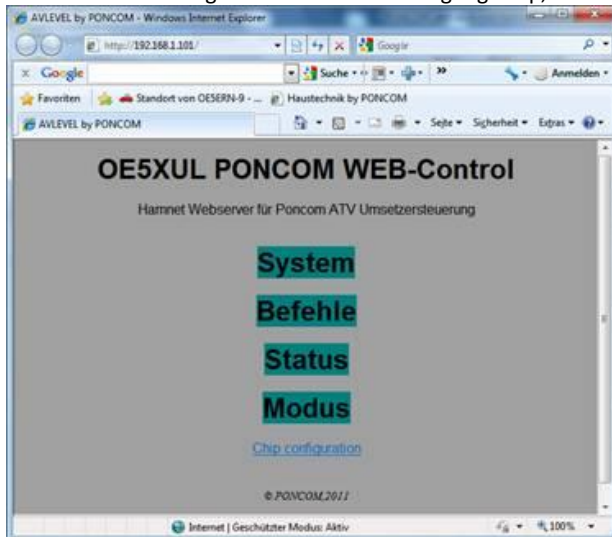 AVLEVEL by PONCOM - Windows Internet Explorer
http://192.168.1.101/
Google
Google
Suche
Anmelden
Favoriten
Standort von OE5ERN-9 - ...
Haustechnik by PONCOM
AVLEVEL by PONCOM
Seite
Sicherheit
Extras
OE5XUL PONCOM WEB-Control
Hamnet Webserver für Poncom ATV Umsetzersteuerung
System
Befehle
Status
Modus
Chip configuration
© PONCOM,2011
Internet | Geschützter Modus: Aktiv
100%